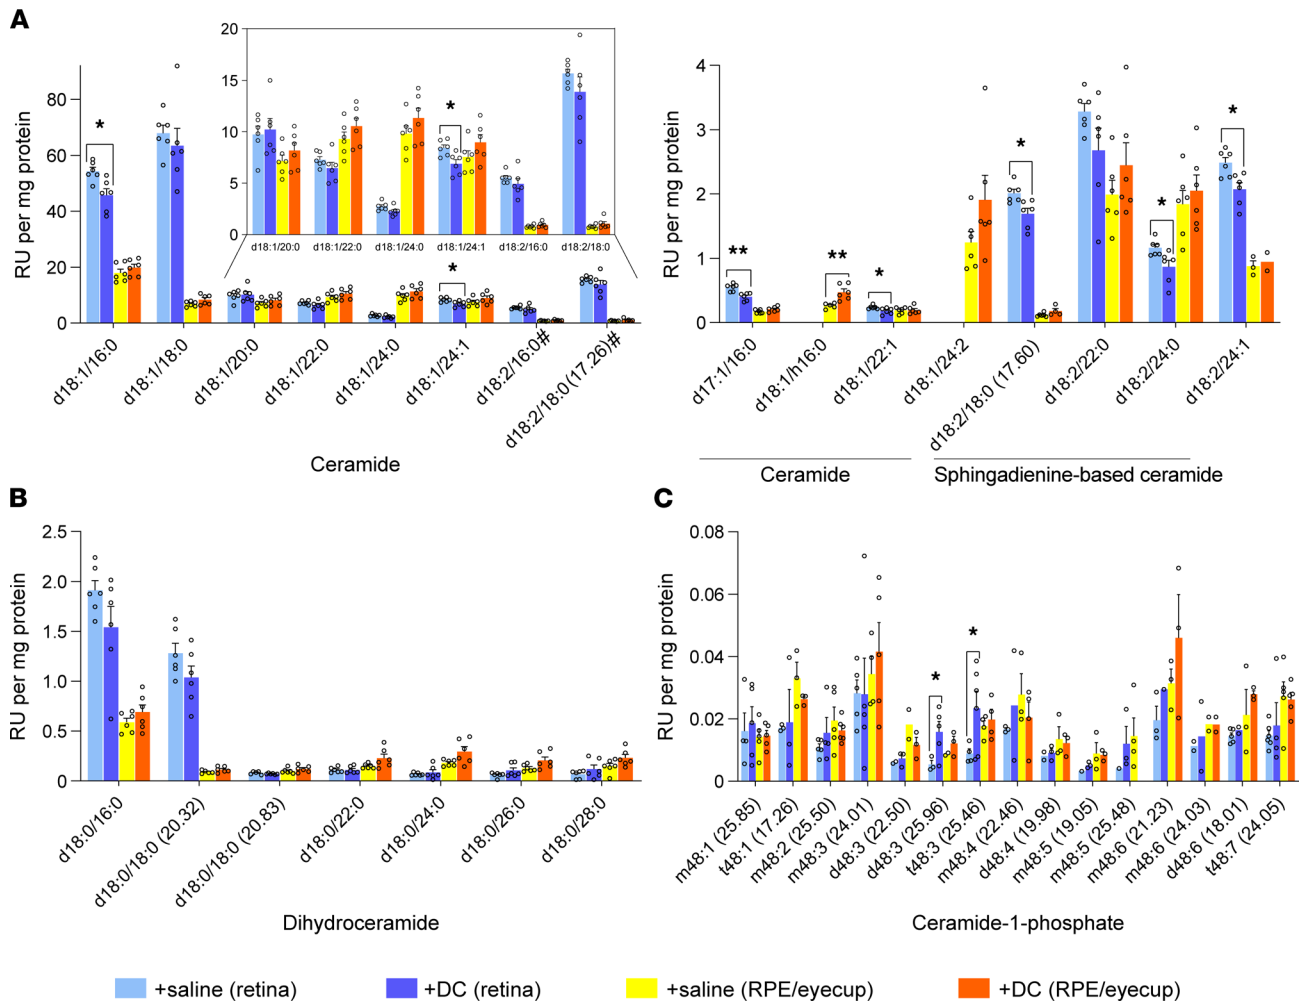 A
RU per mg protein
80
60
40
20
0
*
*
20
15
10
5
0
*
d18:1/20:0
d18:1/22:0
d18:1/24:0
d18:1/24:1
d18:2/16:0
d18:2/18:0
d18:1/16:0
d18:1/18:0
d18:1/20:0
d18:1/22:0
d18:1/24:0
d18:1/24:1
d18:2/16:0#
d18:2/18:0 (17.26)#
Ceramide
RU per mg protein
4
3
2
1
0
**
**
*
*
*
*
d17:1/16:0
d18:1/h16:0
d18:1/22:1
d18:1/24:2
d18:2/18:0 (17.60)
d18:2/22:0
d18:2/24:0
d18:2/24:1
Ceramide
Sphingadienine-based ceramide
B
RU per mg protein
2.5
2.0
1.5
1.0
0.5
0
d18:0/16:0
d18:0/18:0 (20.32)
d18:0/18:0 (20.83)
d18:0/22:0
d18:0/24:0
d18:0/26:0
d18:0/28:0
Dihydroceramide
C
RU per mg protein
0.08
0.06
0.04
0.02
0
*
*
m48:1 (25.85)
t48:1 (17.26)
m48:2 (25.50)
m48:3 (24.01)
d48:3 (22.50)
d48:3 (25.96)
t48:3 (25.46)
m48:4 (22.46)
d48:4 (19.98)
m48:5 (19.05)
m48:5 (25.48)
m48:6 (21.23)
m48:6 (24.03)
d48:6 (18.01)
t48:7 (24.05)
Ceramide-1-phosphate
+saline (retina)
+DC (retina)
+saline (RPE/eyecup)
+DC (RPE/eyecup)